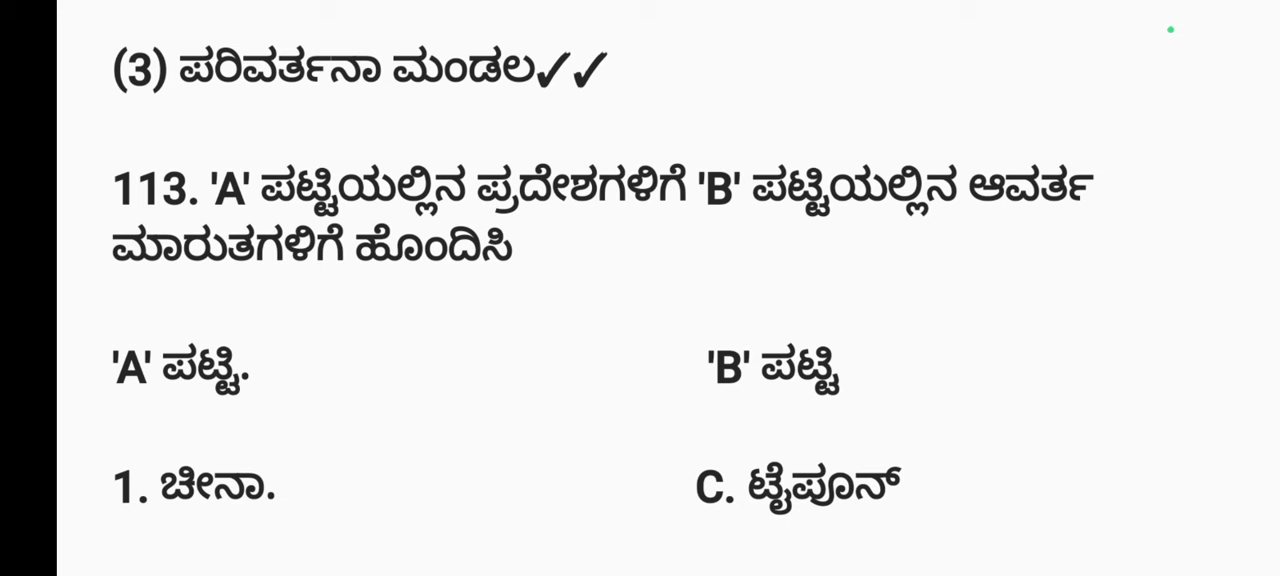 (3) ಪರಿವರ್ತನಾ ಮಂಡಲ✓✓
113. 'A' ಪಟ್ಟಿಯಲ್ಲಿನ ಪ್ರದೇಶಗಳಿಗೆ 'B' ಪಟ್ಟಿಯಲ್ಲಿನ ಆವರ್ತ
ಮಾರುತಗಳಿಗೆ ಹೊಂದಿಸಿ
'A' ಪಟ್ಟಿ. 'B' ಪಟ್ಟಿ
1. ಚೀನಾ. C. ಟೈಪೂನ್